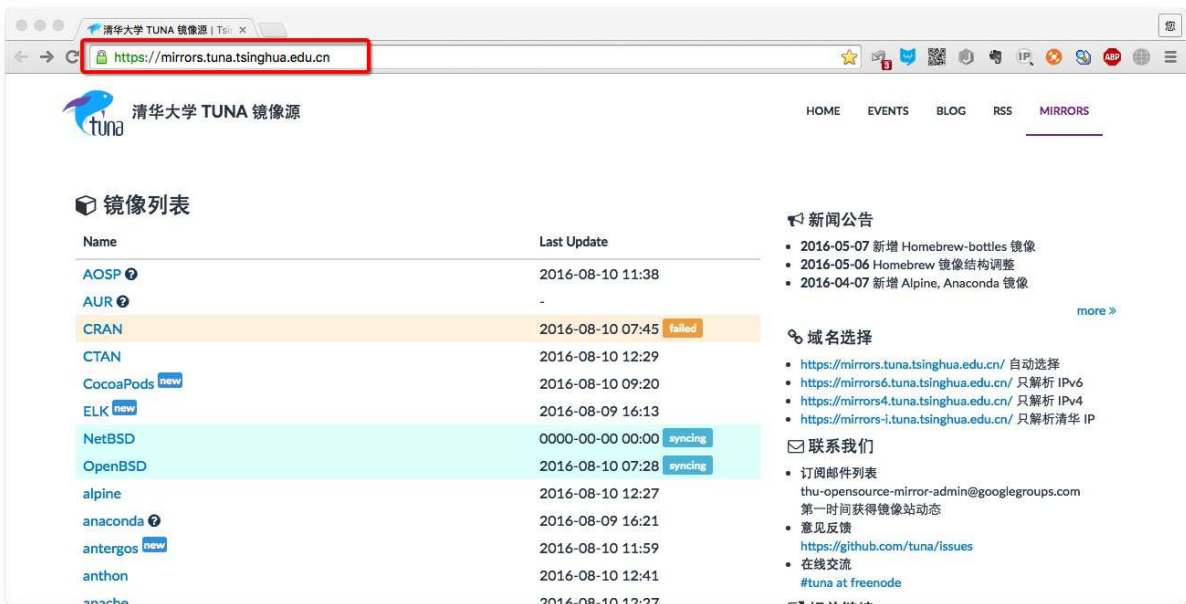 清华大学 TUNA 镜像源 | Tsi
您
https://mirrors.tuna.tsinghua.edu.cn
3
IP
ABP
tuna
清华大学 TUNA 镜像源
HOME EVENTS BLOG RSS MIRRORS
镜像列表
Name Last Update
AOSP 2016-08-10 11:38
AUR -
CRAN 2016-08-10 07:45 failed
CTAN 2016-08-10 12:29
CocoaPods new 2016-08-10 09:20
ELK new 2016-08-09 16:13
NetBSD 0000-00-00 00:00 syncing
OpenBSD 2016-08-10 07:28 syncing
alpine 2016-08-10 12:27
anaconda 2016-08-09 16:21
antergos new 2016-08-10 11:59
anthon 2016-08-10 12:41
apache 2016-08-10 12:27
新闻公告
2016-05-07 新增 Homebrew-bottles 镜像
2016-05-06 Homebrew 镜像结构调整
2016-04-07 新增 Alpine, Anaconda 镜像
more »
域名选择
https://mirrors.tuna.tsinghua.edu.cn/ 自动选择
https://mirrors6.tuna.tsinghua.edu.cn/ 只解析 IPv6
https://mirrors4.tuna.tsinghua.edu.cn/ 只解析 IPv4
https://mirrors-i.tuna.tsinghua.edu.cn/ 只解析清华 IP
联系我们
订阅邮件列表
thu-opensource-mirror-admin@googlegroups.com
第一时间获得镜像站动态
意见反馈
https://github.com/tuna/issues
在线交流
#tuna at freenode